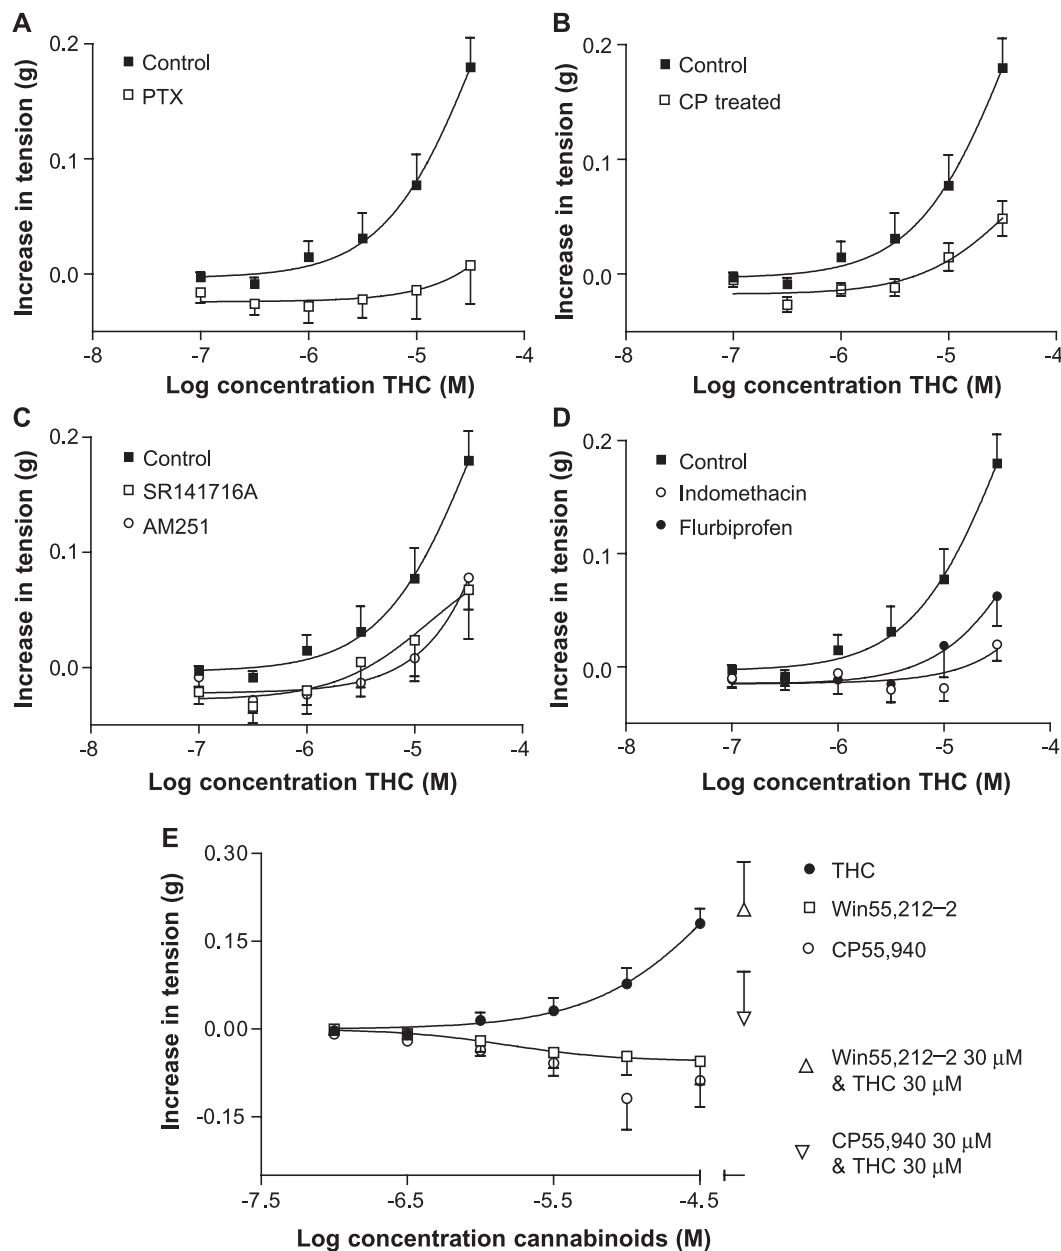 A
Increase in tension (g)
0.2
0.1
0.0
Control
PTX
-8
-7
-6
-5
-4
Log concentration THC (M)
B
Increase in tension (g)
0.2
0.1
0.0
Control
CP treated
-8
-7
-6
-5
-4
Log concentration THC (M)
C
Increase in tension (g)
0.2
0.1
0.0
Control
SR141716A
AM251
-8
-7
-6
-5
-4
Log concentration THC (M)
D
Increase in tension (g)
0.2
0.1
0.0
Control
Indomethacin
Flurbiprofen
-8
-7
-6
-5
-4
Log concentration THC (M)
E
Increase in tension (g)
0.30
0.15
0.00
-0.15
-7.5
-6.5
-5.5
-4.5
Log concentration cannabinoids (M)
THC
Win55,212–2
CP55,940
Win55,212–2 30 μM
& THC 30 μM
CP55,940 30 μM
& THC 30 μM